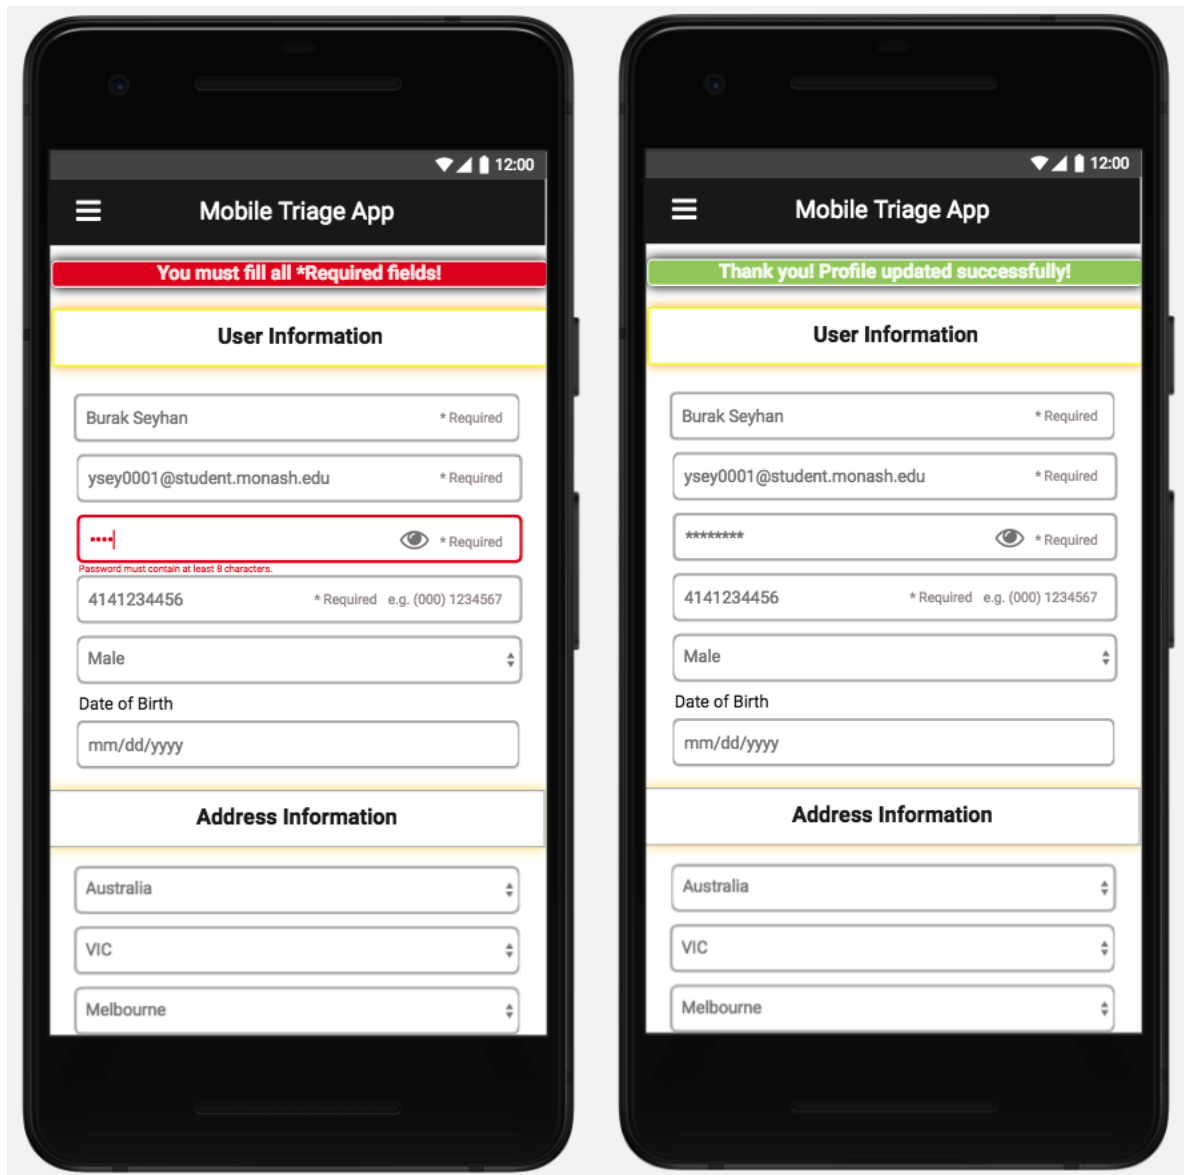 12:00
Mobile Triage App
You must fill all *Required fields!
User Information
Burak Seyhan * Required
ysey0001@student.monash.edu * Required
•••• * Required
Password must contain at least 8 characters.
4141234456 * Required e.g. (000) 1234567
Male
Date of Birth
mm/dd/yyyy
Address Information
Australia
VIC
Melbourne
12:00
Mobile Triage App
Thank you! Profile updated successfully!
User Information
Burak Seyhan * Required
ysey0001@student.monash.edu * Required
******** * Required
4141234456 * Required e.g. (000) 1234567
Male
Date of Birth
mm/dd/yyyy
Address Information
Australia
VIC
Melbourne